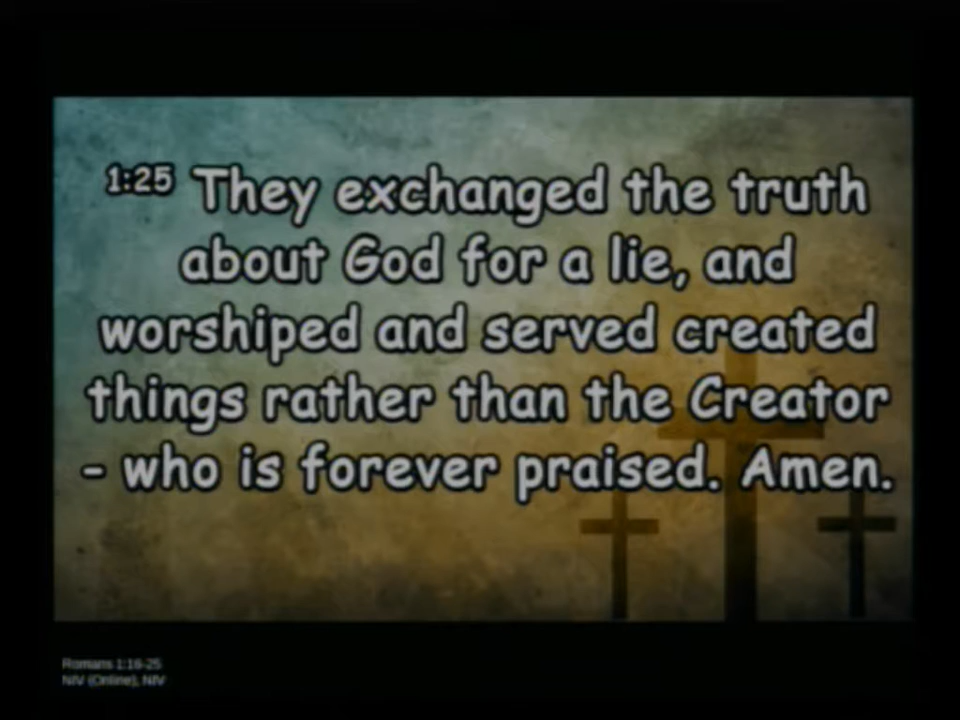 1:25 They exchanged the truth
about God for a lie, and
worshiped and served created
things rather than the Creator
- who is forever praised. Amen.
Romans 1:18-25
NIV (Online), NIV